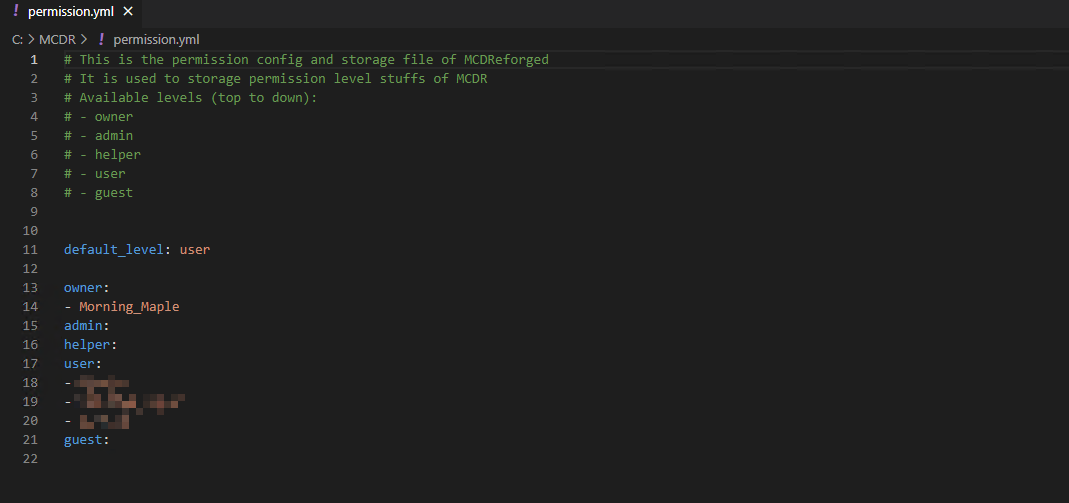 ! permission.yml ×
C: > MCDR > ! permission.yml
1 # This is the permission config and storage file of MCDReforged
2 # It is used to storage permission level stuffs of MCDR
3 # Available levels (top to down):
4 # - owner
5 # - admin
6 # - helper
7 # - user
8 # - guest
9
10
11 default_level: user
12
13 owner:
14 - Morning_Maple
15 admin:
16 helper:
17 user:
18 -
19 -
20 -
21 guest:
22